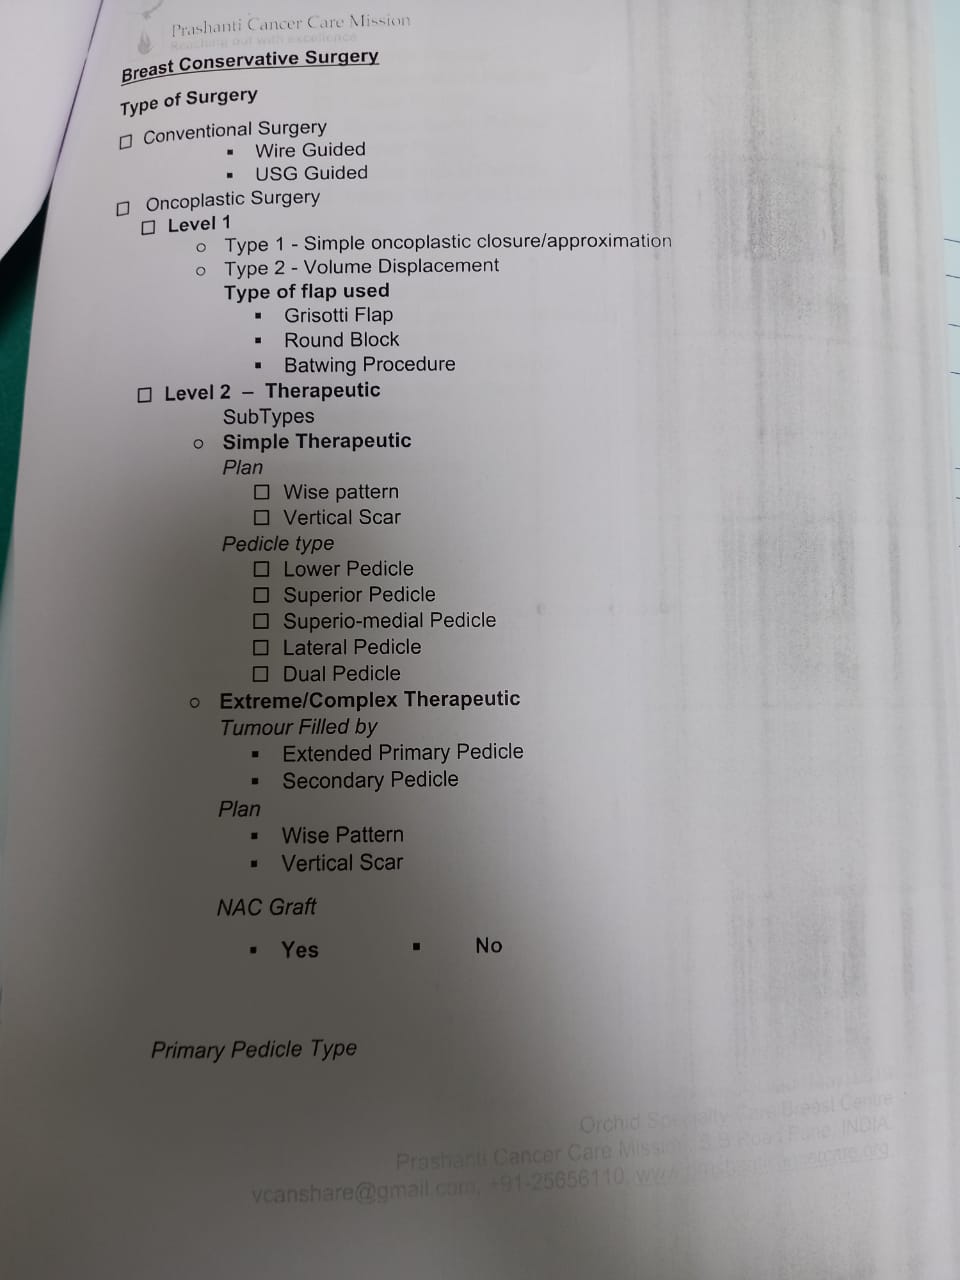 Prashanti Cancer Care Mission
Reaching out with excellence
Breast Conservative Surgery
Type of Surgery
☐ Conventional Surgery
▪ Wire Guided
▪ USG Guided
☐ Oncoplastic Surgery
☐ Level 1
○ Type 1 - Simple oncoplastic closure/approximation
○ Type 2 - Volume Displacement
Type of flap used
▪ Grisotti Flap
▪ Round Block
▪ Batwing Procedure
☐ Level 2 – Therapeutic
SubTypes
○ Simple Therapeutic
Plan
☐ Wise pattern
☐ Vertical Scar
Pedicle type
☐ Lower Pedicle
☐ Superior Pedicle
☐ Superio-medial Pedicle
☐ Lateral Pedicle
☐ Dual Pedicle
○ Extreme/Complex Therapeutic
Tumour Filled by
▪ Extended Primary Pedicle
▪ Secondary Pedicle
Plan
▪ Wise Pattern
▪ Vertical Scar
NAC Graft
▪ Yes ▪ No
Primary Pedicle Type
Orchid Specialty Care Breast Centre
Prashanti Cancer Care Mission, S B Road Pune, INDIA.
vcanshare@gmail.com, +91-25656110,